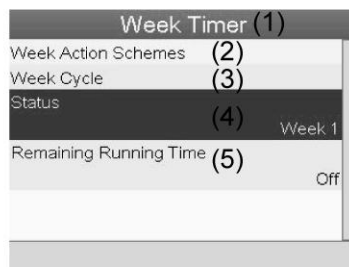 Week Timer (1)
Week Action Schemes (2)
Week Cycle (3)
Status
(4)
Week 1
Remaining Running Time (5)
Off